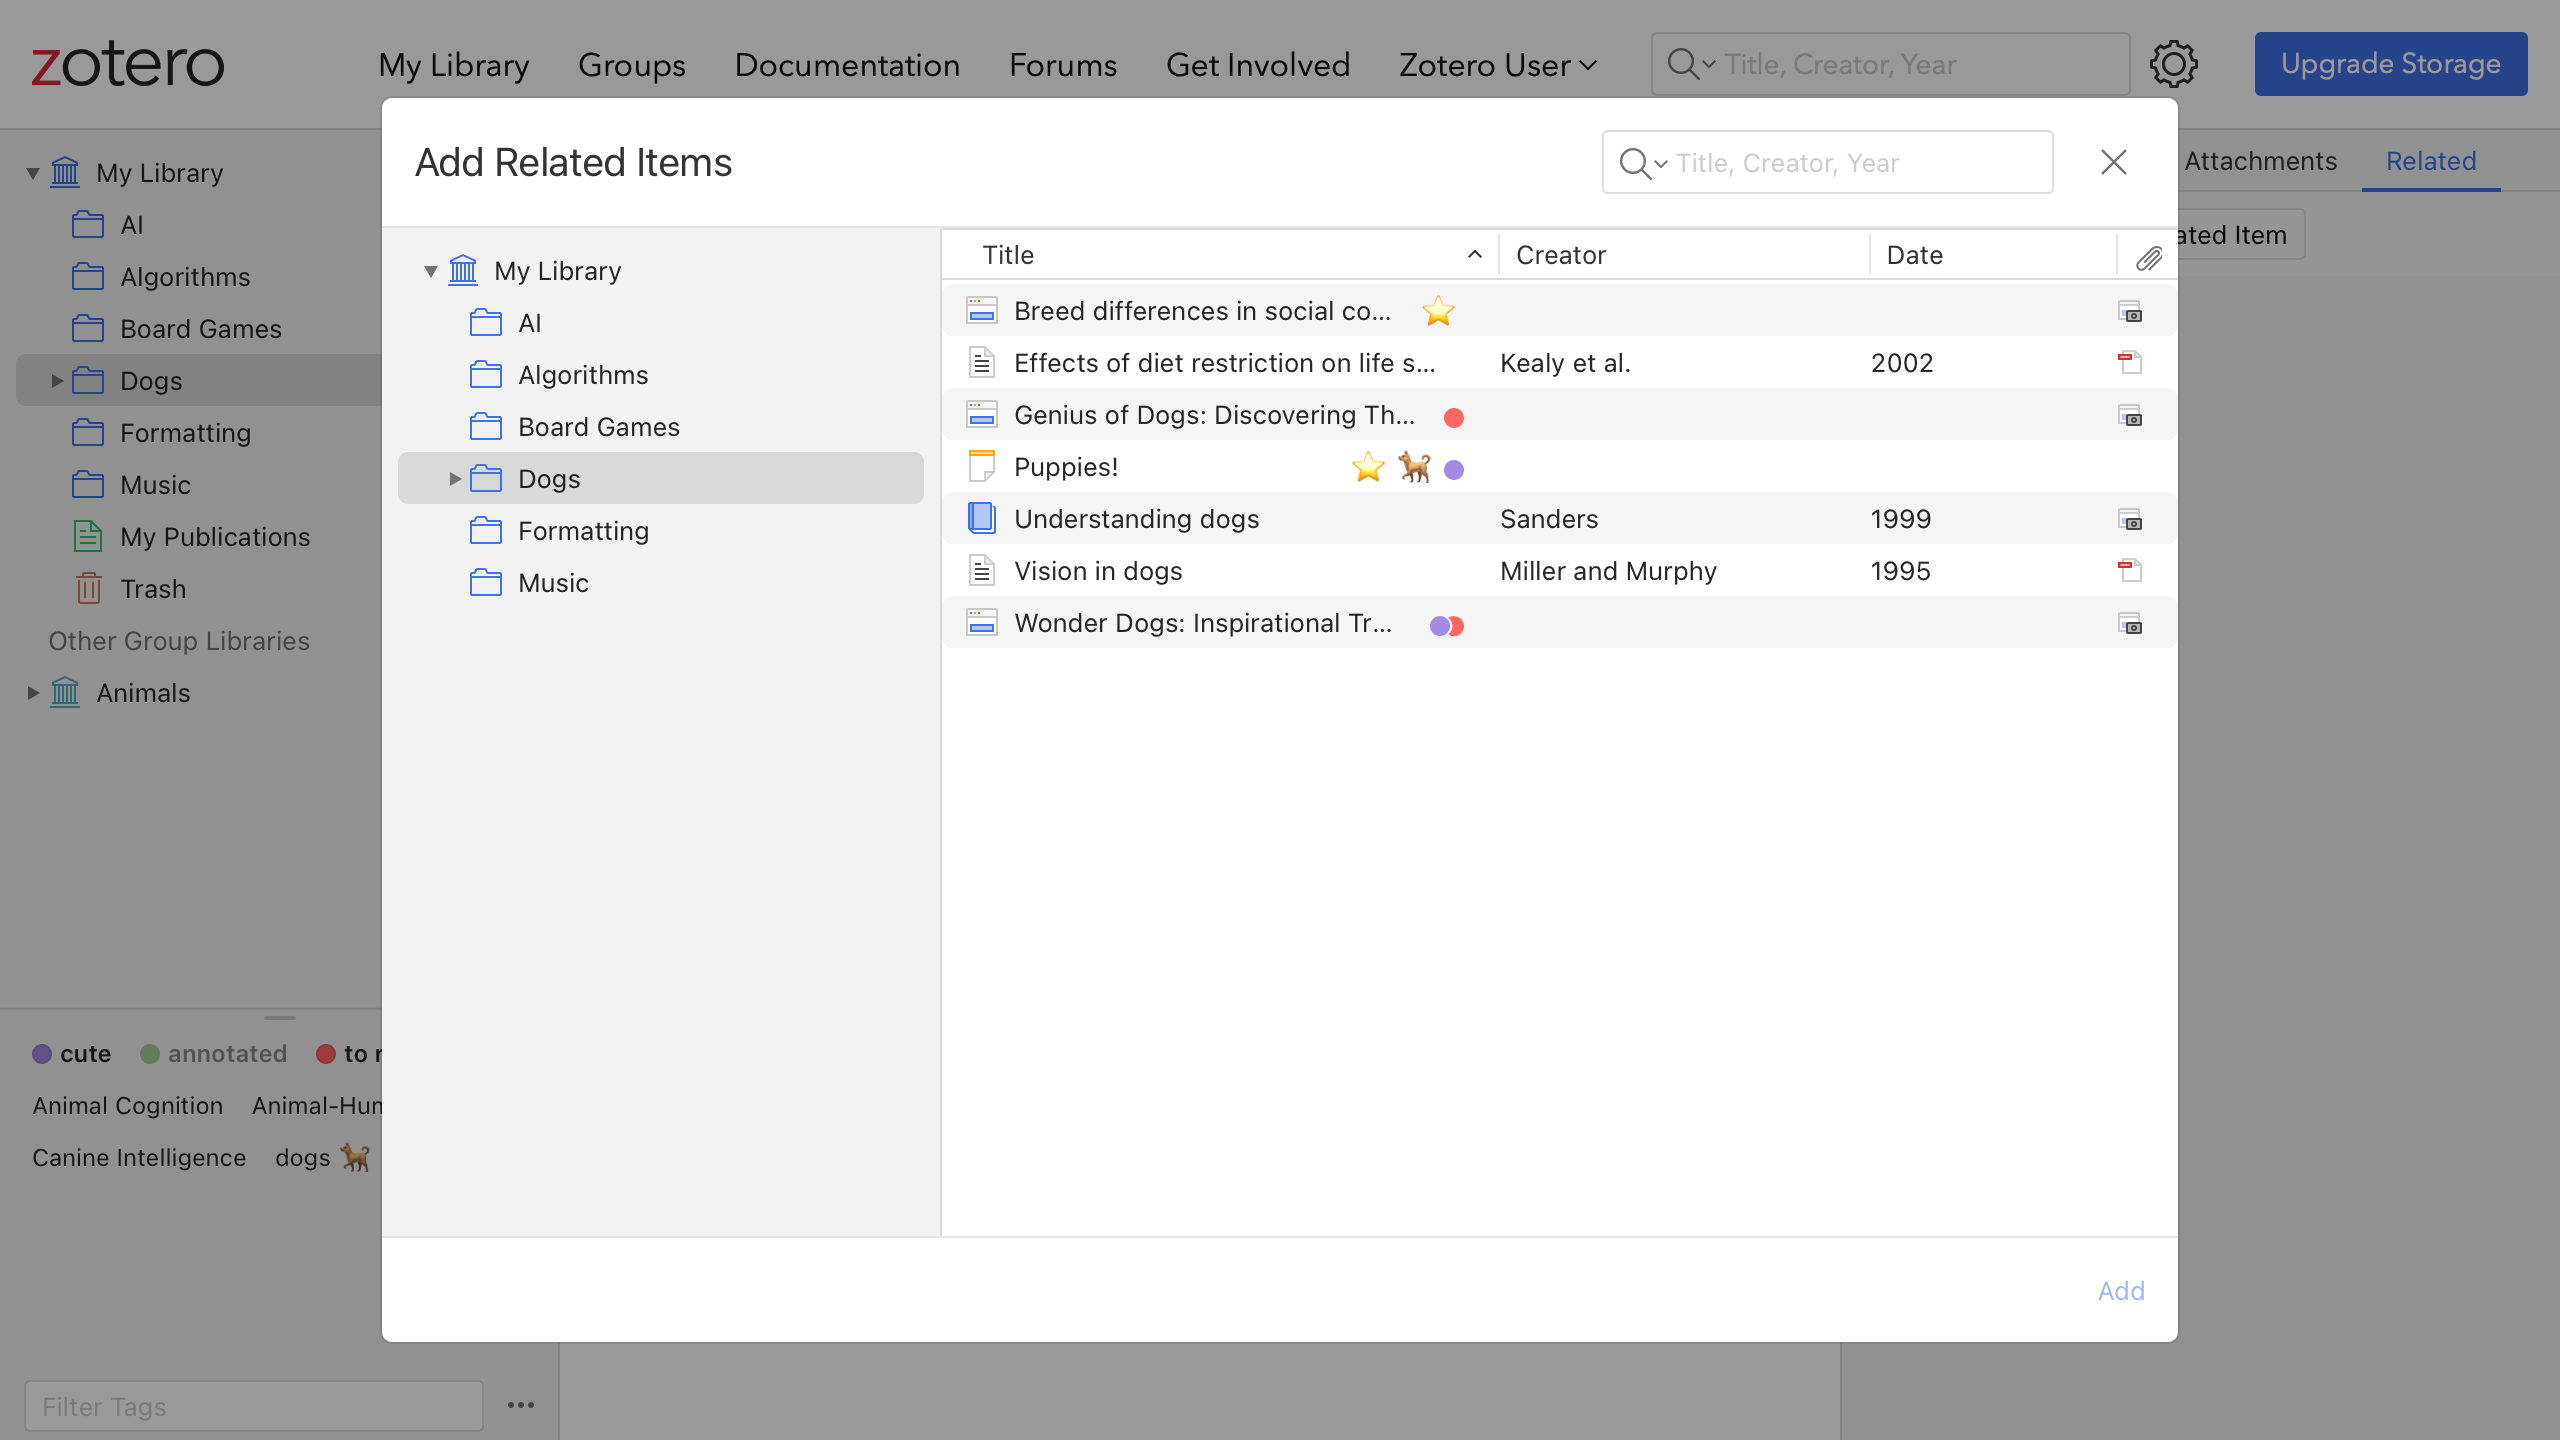 zotero
My Library Groups Documentation Forums Get Involved Zotero User Title, Creator, Year Upgrade Storage
My Library
AI
Algorithms
Board Games
Dogs
Formatting
Music
My Publications
Trash
Other Group Libraries
Animals
cute annotated to
Animal Cognition
Canine Intelligence dogs
Filter Tags
Attachments Related
Item
Add Related Items
Title, Creator, Year
My Library
AI
Algorithms
Board Games
Dogs
Formatting
Music
Title Creator Date
Breed differences in social co...
Effects of diet restriction on life s... Kealy et al. 2002
Genius of Dogs: Discovering Th...
Puppies!
Understanding dogs Sanders 1999
Vision in dogs Miller and Murphy 1995
Wonder Dogs: Inspirational Tr...
Add